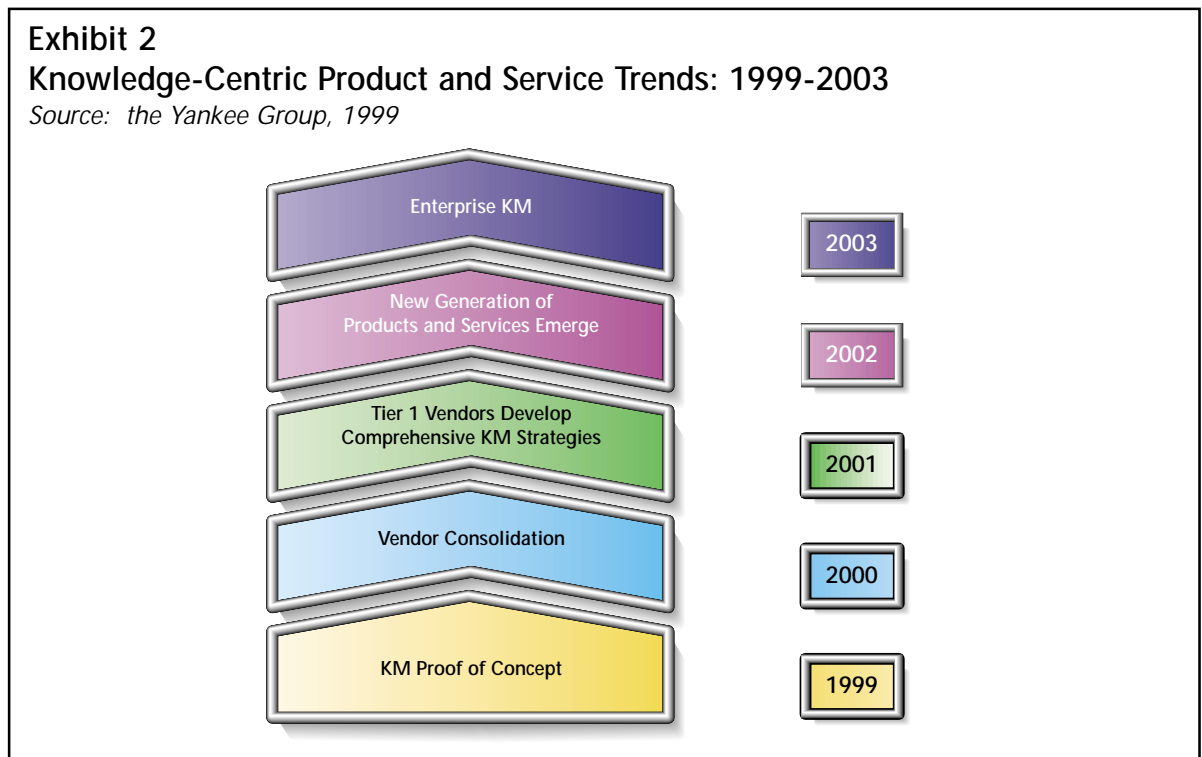 Exhibit 2
Knowledge-Centric Product and Service Trends: 1999-2003
Source: the Yankee Group, 1999
Enterprise KM
2003
New Generation of
Products and Services Emerge
2002
Tier 1 Vendors Develop
Comprehensive KM Strategies
2001
Vendor Consolidation
2000
KM Proof of Concept
1999